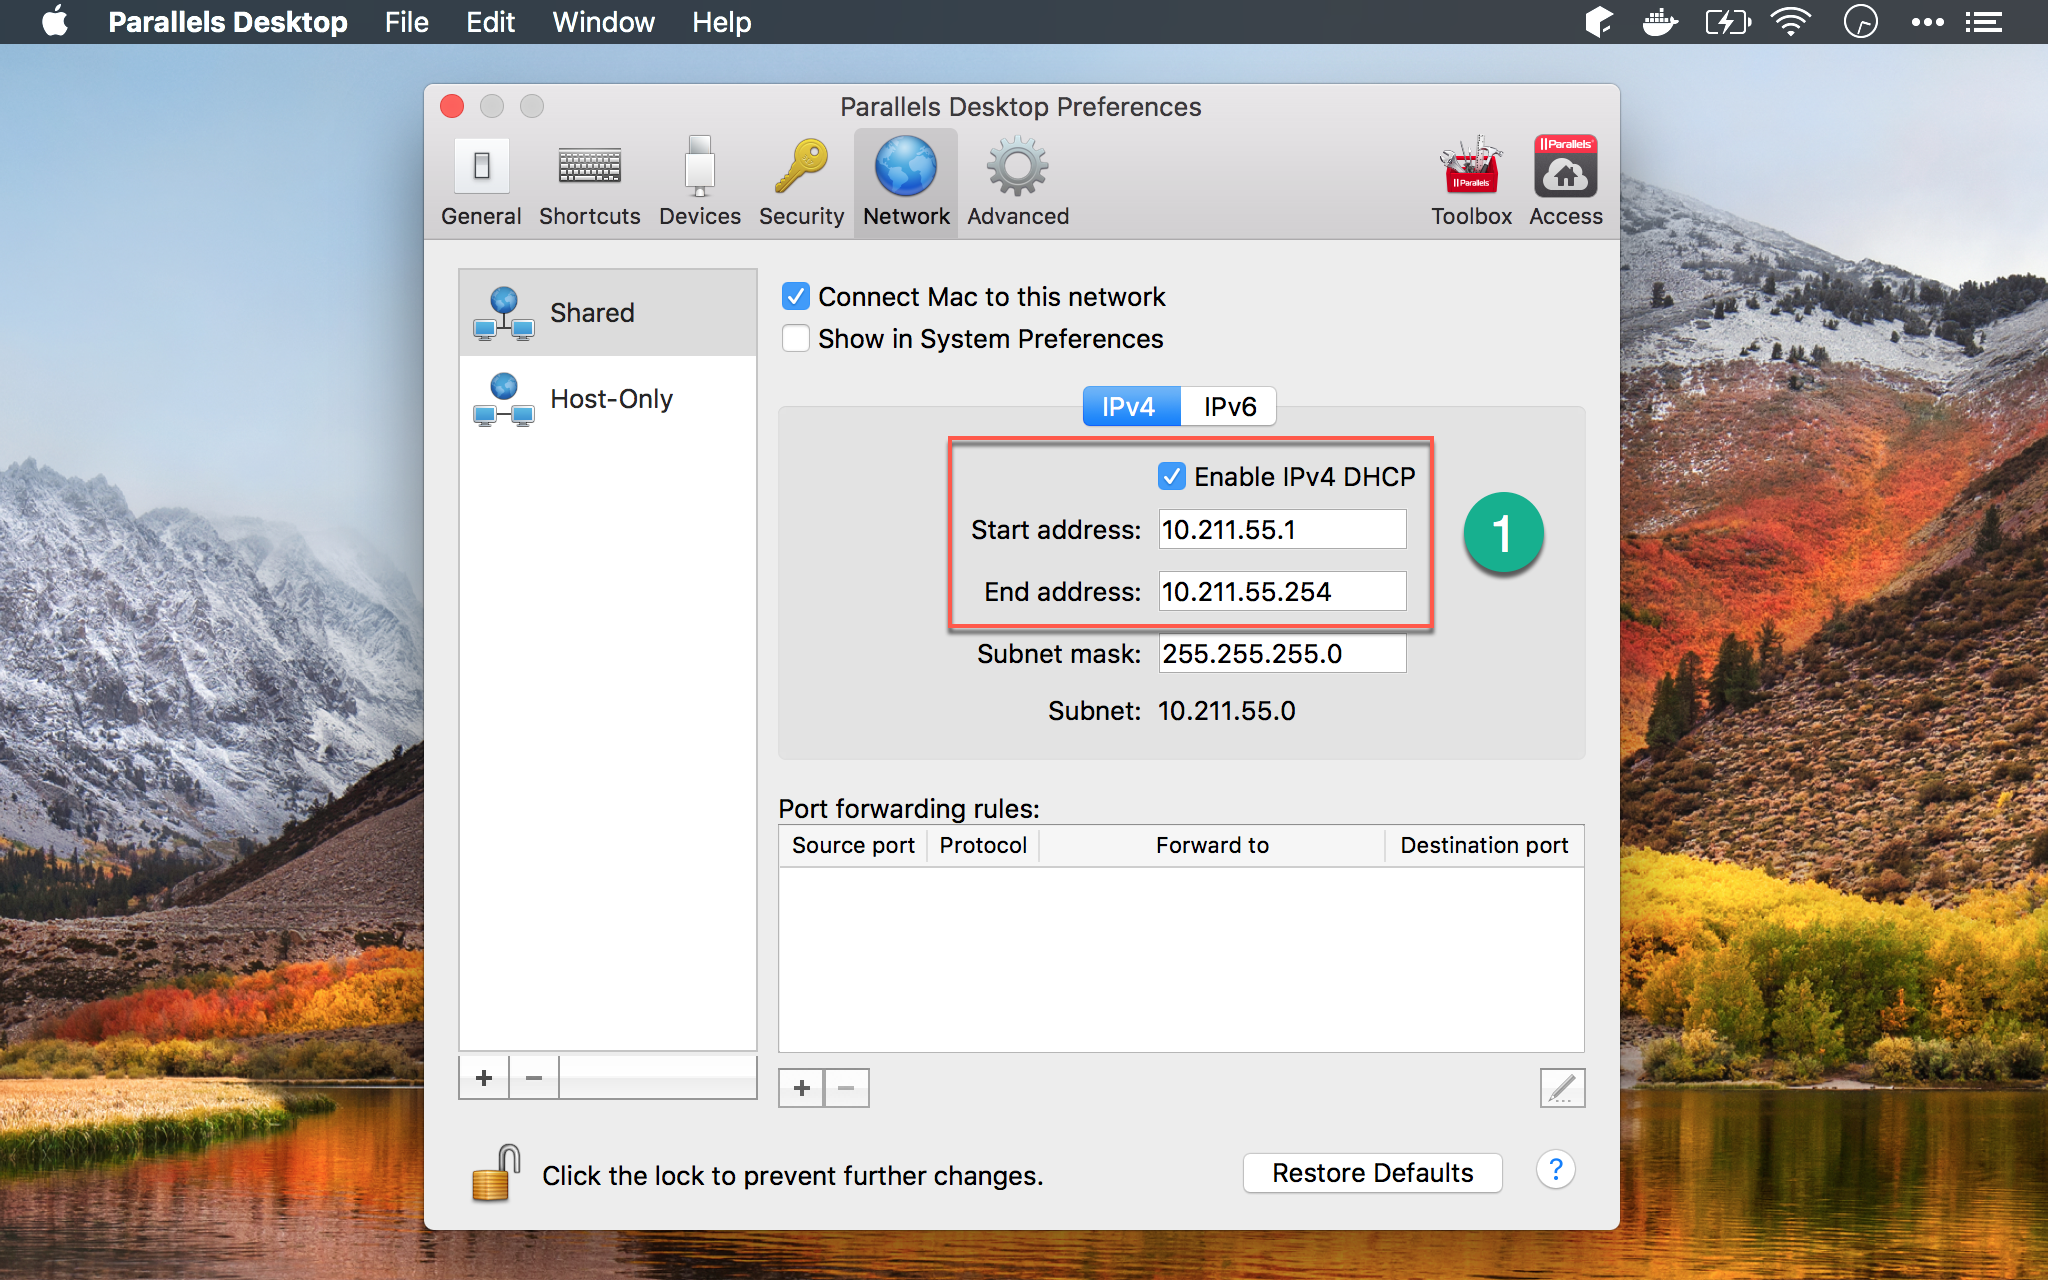 Parallels Desktop File Edit Window Help
Parallels Desktop Preferences
General Shortcuts Devices Security Network Advanced Toolbox Access
|| Parallels
|| Parallels
Shared
Host-Only
Connect Mac to this network
Show in System Preferences
IPv4 IPv6
Enable IPv4 DHCP
Start address: 10.211.55.1
1
End address: 10.211.55.254
Subnet mask: 255.255.255.0
Subnet: 10.211.55.0
Port forwarding rules:
Source port Protocol Forward to Destination port
+ −
+ −
Click the lock to prevent further changes.
Restore Defaults ?